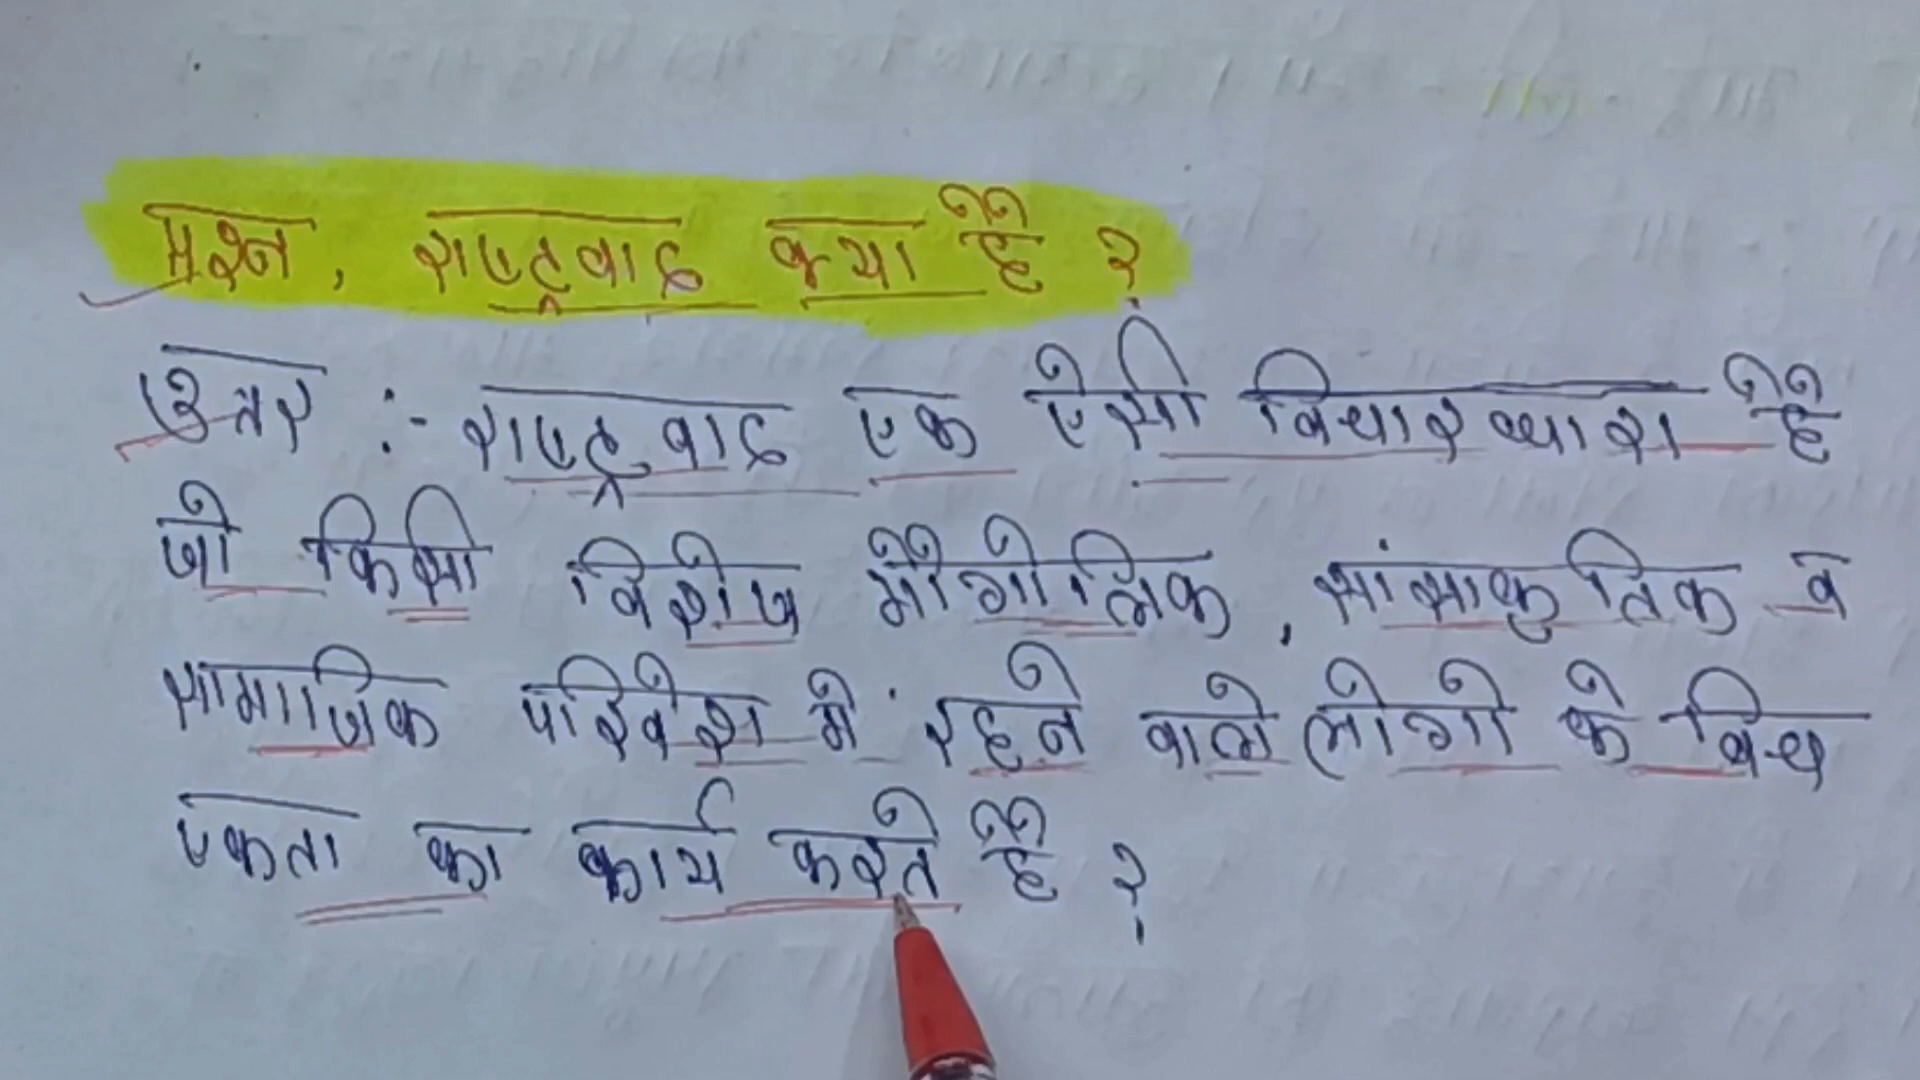 प्रश्न, राष्ट्रवाद क्या है ?
उत्तर :- राष्ट्रवाद एक ऐसी विचारधारा है
जो किसी विशेष भौगोलिक, सांसाकृतिक व
सामाजिक परिवेश में रहने वाले लोगो के विच
एकता का कार्य करते है ?